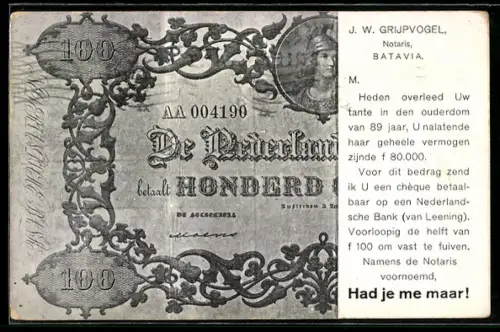 100
AA 004190
De Nederland
betaalt HONDERD G
Amsterdam
DE SECRETARIS
100
J. W. GRIJPVOGEL,
Notaris,
BATAVIA.
M.
Heden overleed Uw
tante in den ouderdom
van 89 jaar, U nalatende
haar geheele vermogen
zijnde f 80.000.
Voor dit bedrag zend
ik U een chèque betaal-
baar op een Nederland-
sche Bank (van Leening).
Voorloopig de helft van
f 100 om vast te fuiven.
Namens de Notaris
voornoemd,
Had je me maar!